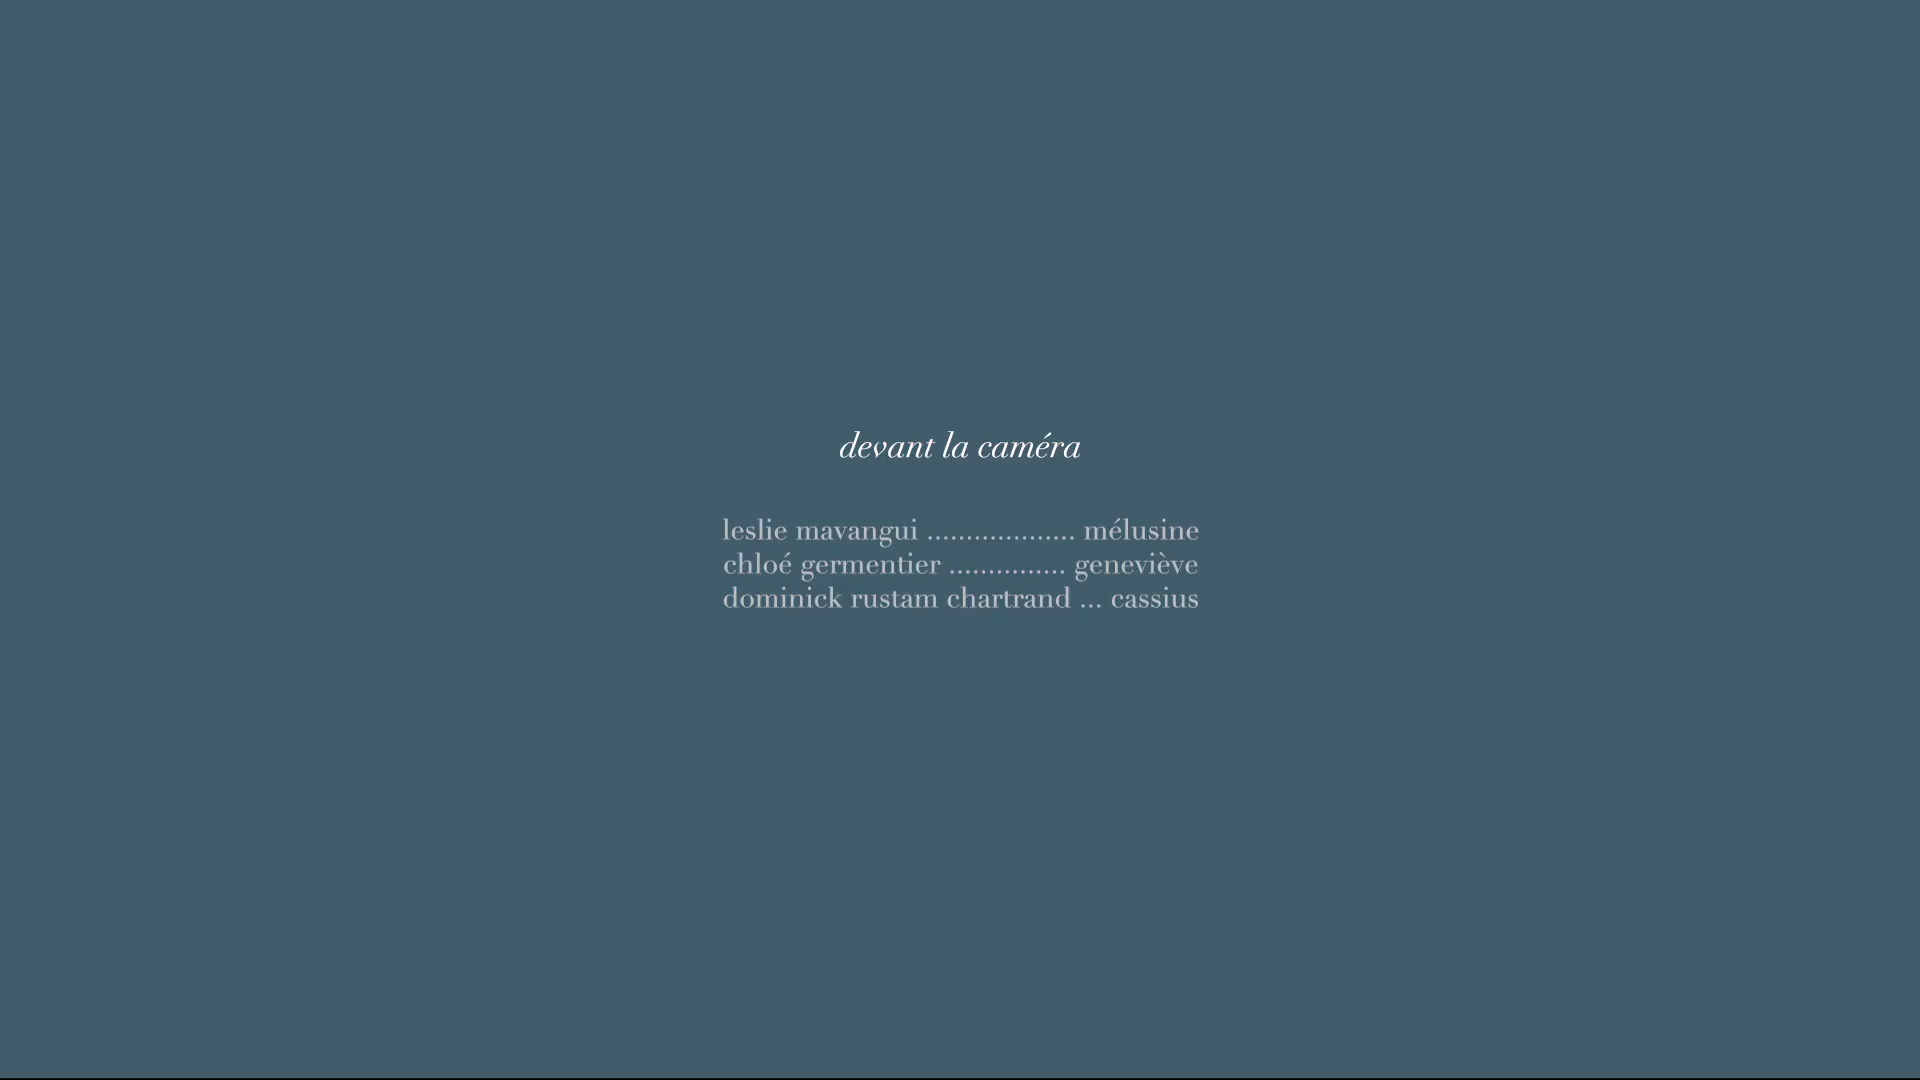 devant la caméra
leslie mavangui ................... mélusine
chloé germentier ............... geneviève
dominick rustam chartrand ... cassius